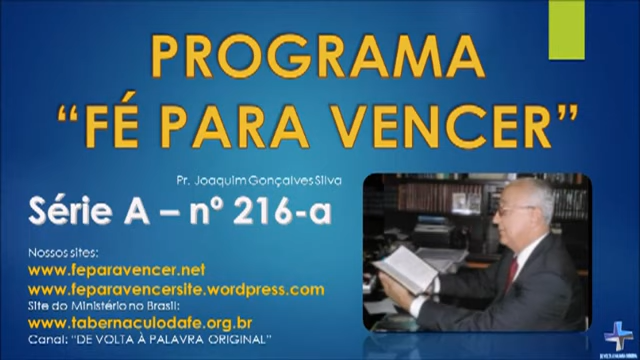 PROGRAMA
“FÉ PARA VENCER”
Pr. Joaquim Gonçalves Silva
Série A – nº 216-a
Nossos sites:
www.feparavencer.net
www.feparavencersite.wordpress.com
Site do Ministério no Brasil:
www.tabernaculodafe.org.br
Canal: “DE VOLTA À PALAVRA ORIGINAL”